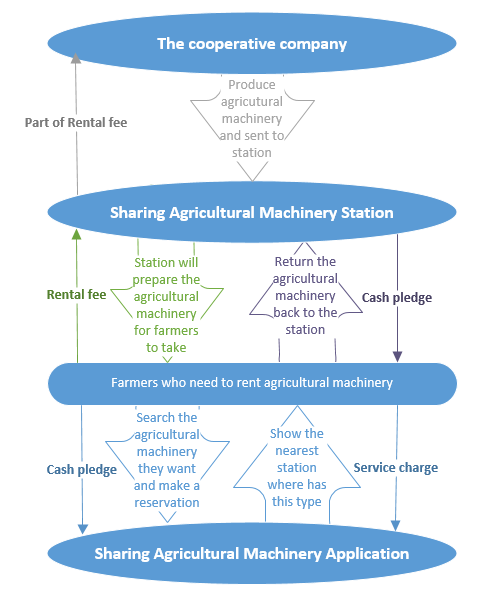 The cooperative company
Produce
agricutural
machinery
and sent to
station
Part of Rental fee
Sharing Agricultural Machinery Station
Station will
prepare the
agricultural
machinery
for farmers
to take
Return the
agricultural
machinery
back to the
station
Rental fee
Cash pledge
Farmers who need to rent agricultural machinery
Search the
agricultural
machinery
they want
and make a
reservation
Show the
nearest
station
where has
this type
Cash pledge
Service charge
Sharing Agricultural Machinery Application